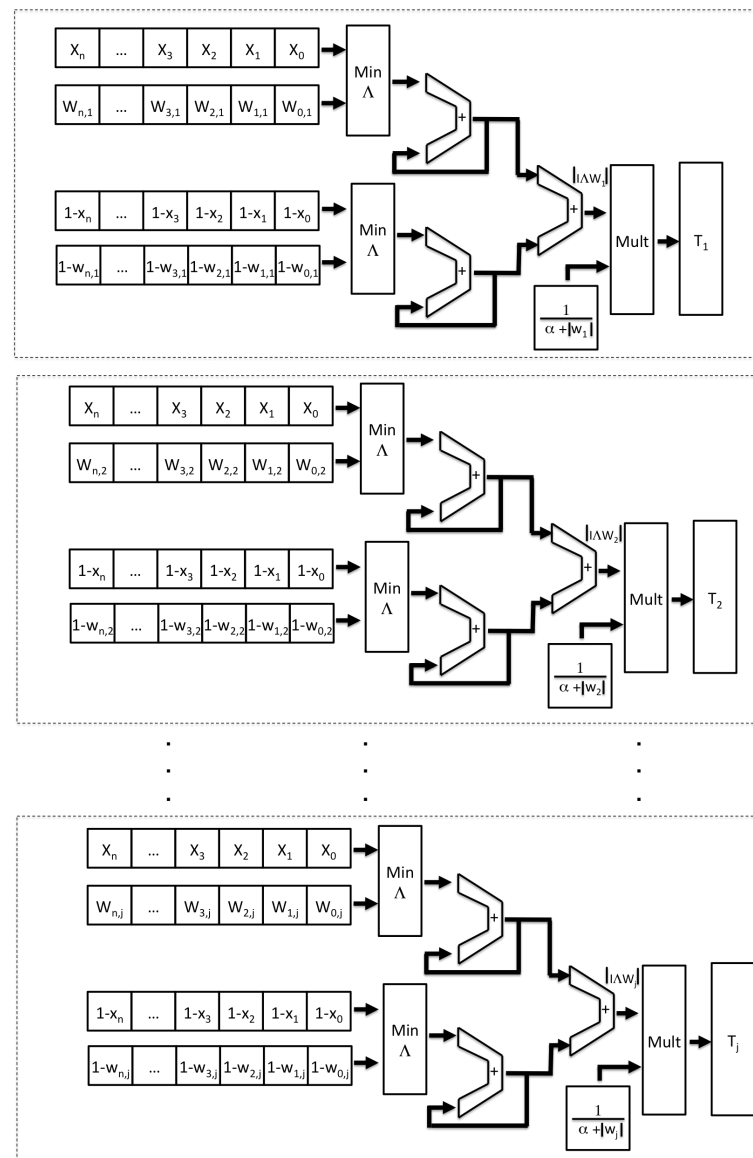 Xₙ ... X₃ X₂ X₁ X₀
Min
Λ
Wₙ,₁ ... W₃,₁ W₂,₁ W₁,₁ W₀,₁
+
|IΛW₁|
1-xₙ ... 1-x₃ 1-x₂ 1-x₁ 1-x₀
Min
Λ
+
Mult
T₁
1-wₙ,₁ ... 1-w₃,₁ 1-w₂,₁ 1-w₁,₁ 1-w₀,₁
+
1
α +|w₁|
Xₙ ... X₃ X₂ X₁ X₀
Min
Λ
Wₙ,₂ ... W₃,₂ W₂,₂ W₁,₂ W₀,₂
+
|IΛW₂|
1-xₙ ... 1-x₃ 1-x₂ 1-x₁ 1-x₀
Min
Λ
+
Mult
T₂
1-wₙ,₂ ... 1-w₃,₂ 1-w₂,₂ 1-w₁,₂ 1-w₀,₂
+
1
α +|w₂|
. . .
. . .
. . .
Xₙ ... X₃ X₂ X₁ X₀
Min
Λ
Wₙ,ⱼ ... W₃,ⱼ W₂,ⱼ W₁,ⱼ W₀,ⱼ
+
|IΛWⱼ|
1-xₙ ... 1-x₃ 1-x₂ 1-x₁ 1-x₀
Min
Λ
+
Mult
Tⱼ
1-wₙ,ⱼ ... 1-w₃,ⱼ 1-w₂,ⱼ 1-w₁,ⱼ 1-w₀,ⱼ
+
1
α +|wⱼ|